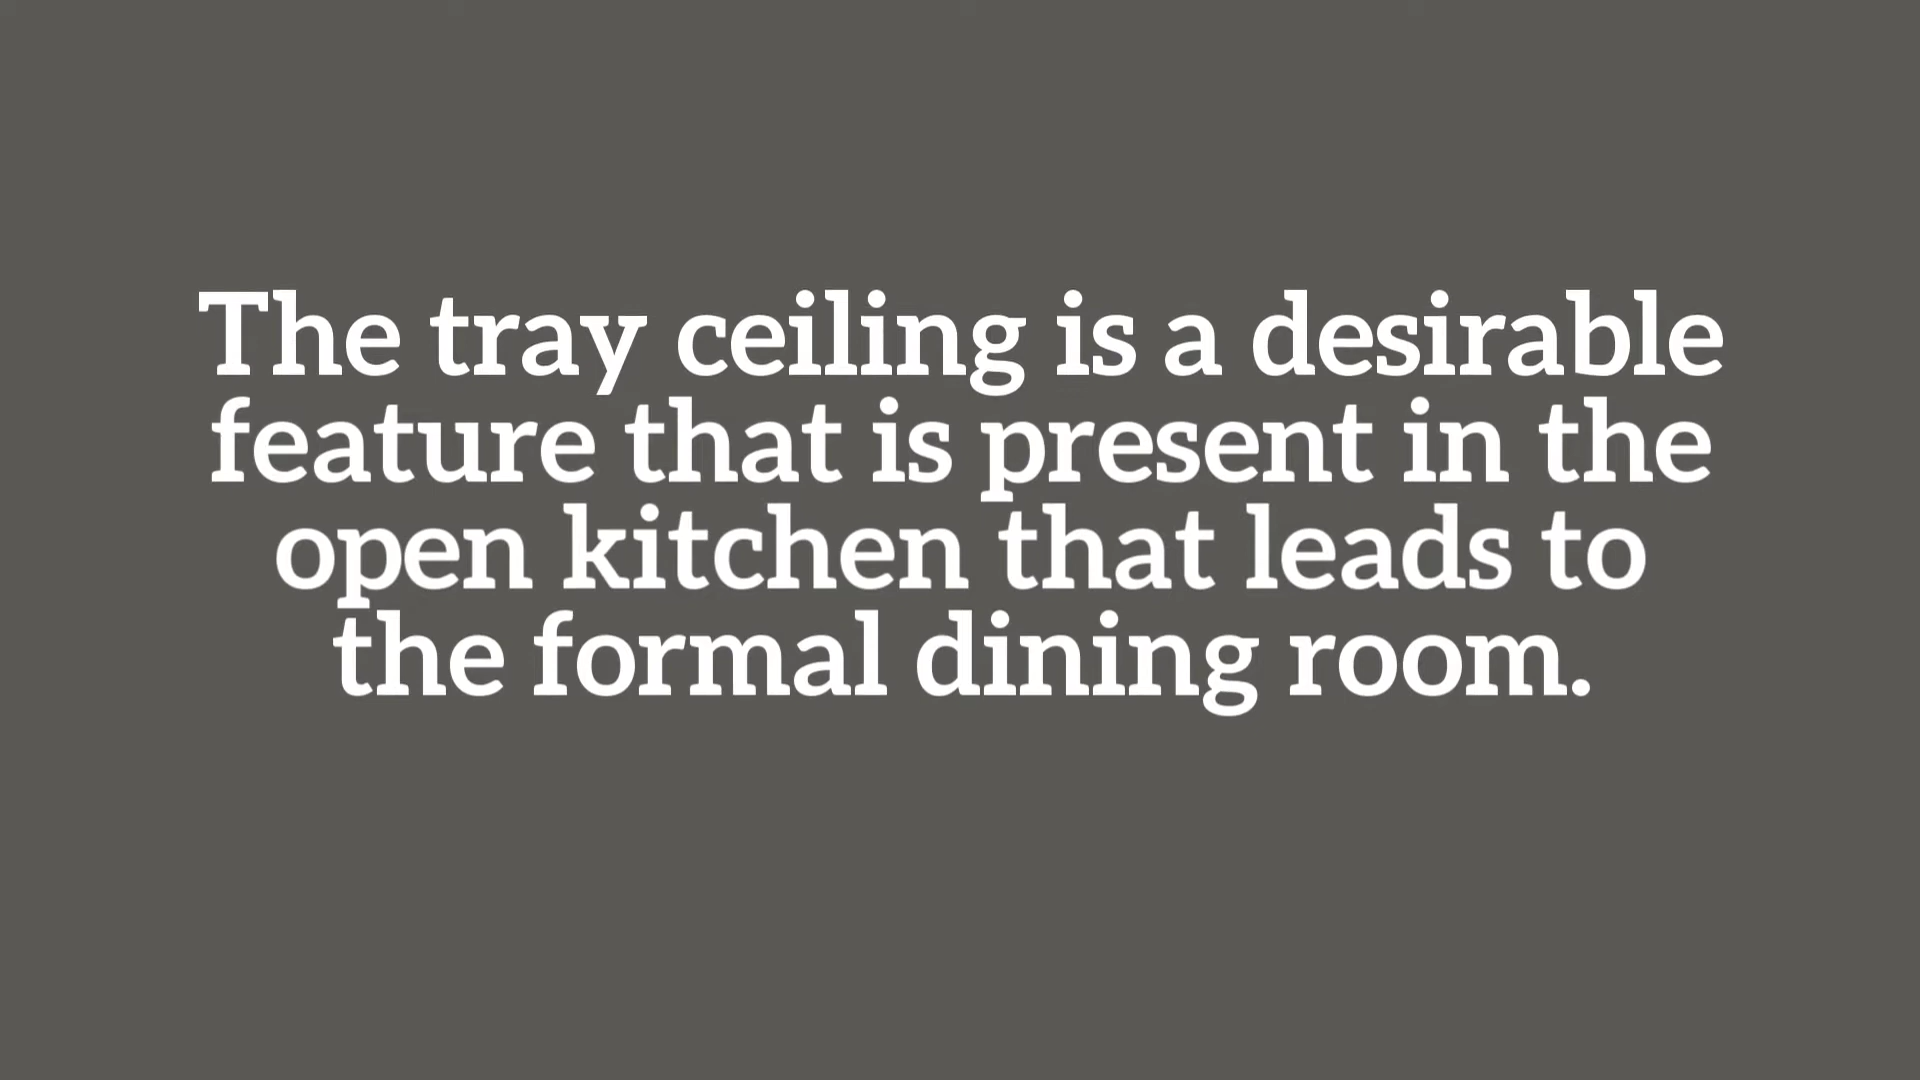 The tray ceiling is a desirable
feature that is present in the
open kitchen that leads to
the formal dining room.